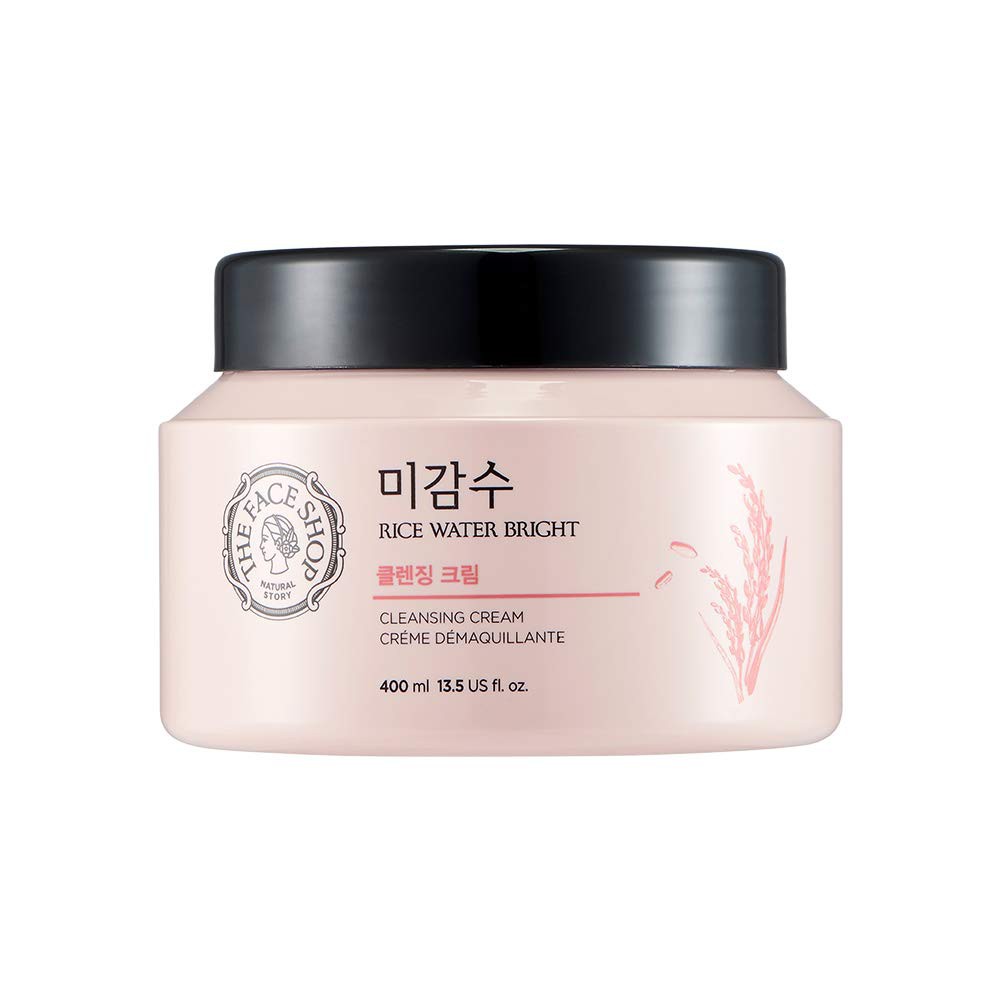 THE FACE SHOP
NATURAL
STORY
미감수
RICE WATER BRIGHT
클렌징 크림
CLEANSING CREAM
CRÉME DÉMAQUILLANTE
400 ml 13.5 US fl. oz.